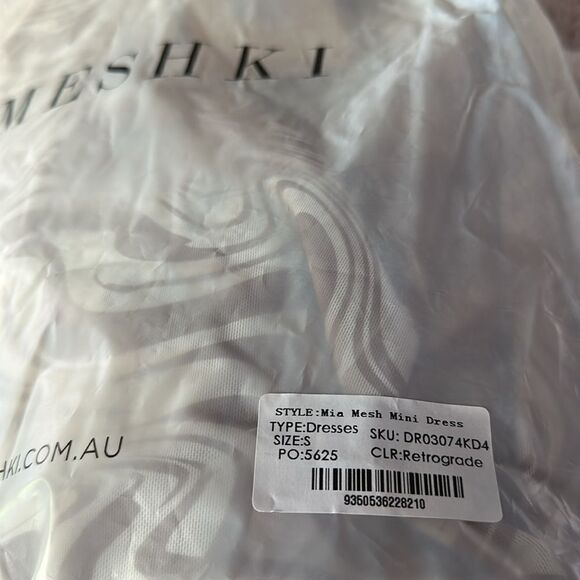 MESHKI
HKI.COM.AU
STYLE:Mia Mesh Mini Dress
TYPE:Dresses SKU: DR03074KD4
SIZE:S
PO:5625 CLR:Retrograde
9350536228210